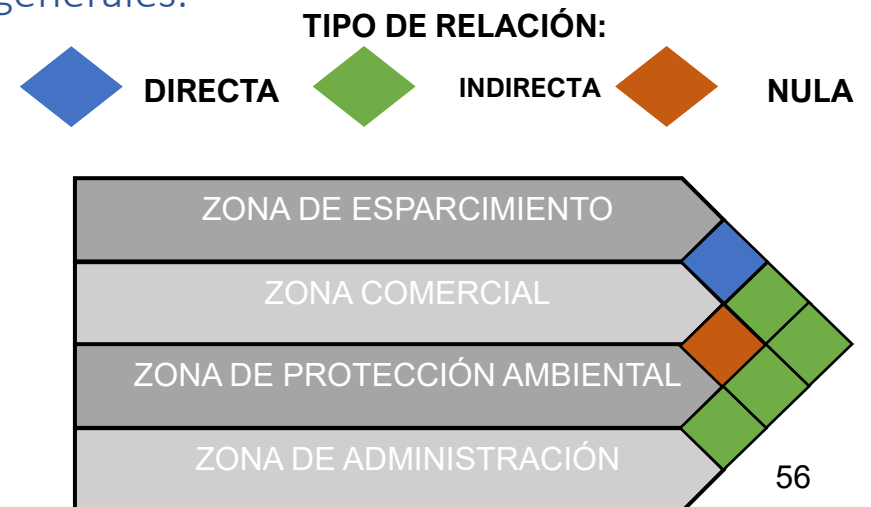 generales.
TIPO DE RELACIÓN:
DIRECTA INDIRECTA NULA
ZONA DE ESPARCIMIENTO
ZONA COMERCIAL
ZONA DE PROTECCIÓN AMBIENTAL
ZONA DE ADMINISTRACIÓN
56